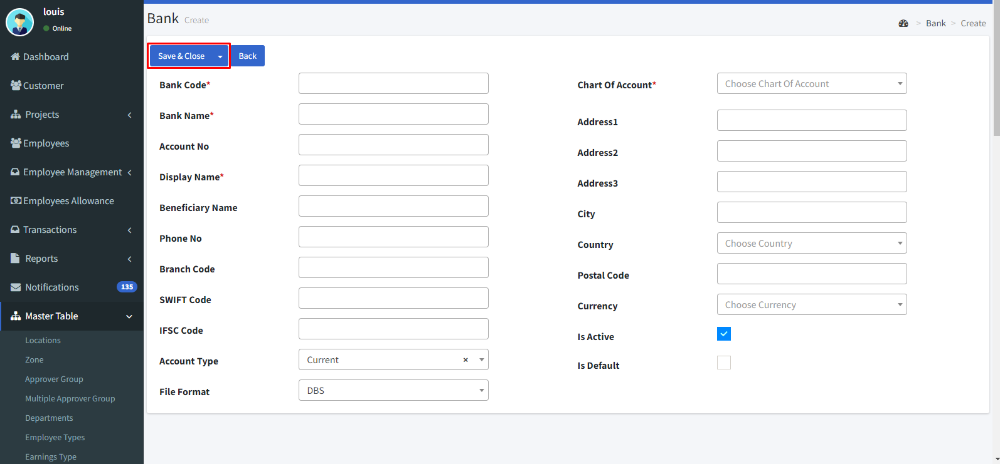 louis
Online
Dashboard
Customer
Projects
Employees
Employee Management
Employees Allowance
Transactions
Reports
Notifications 135
Master Table
Locations
Zone
Approver Group
Multiple Approver Group
Departments
Employee Types
Earnings Type
Bank Create
> Bank > Create
Save & Close Back
Bank Code*
Bank Name*
Account No
Display Name*
Beneficiary Name
Phone No
Branch Code
SWIFT Code
IFSC Code
Account Type Current ×
File Format DBS
Chart Of Account* Choose Chart Of Account
Address1
Address2
Address3
City
Country Choose Country
Postal Code
Currency Choose Currency
Is Active
Is Default